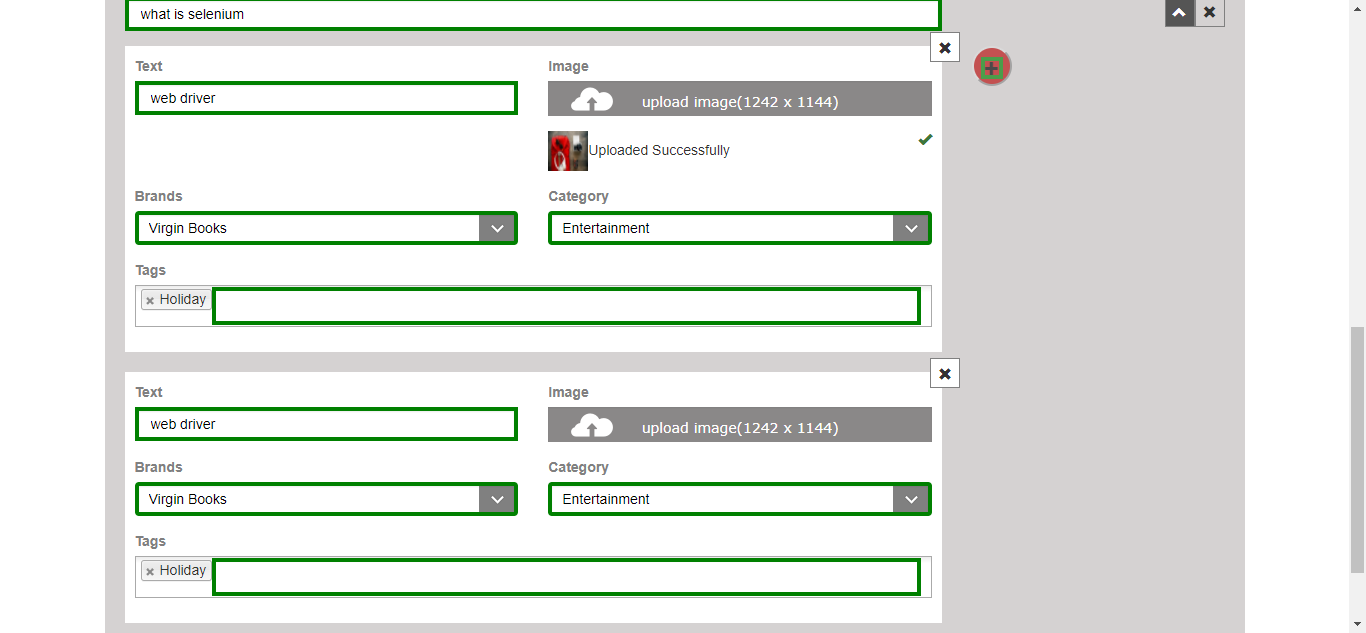 what is selenium
Text
Image
web driver
upload image(1242 x 1144)
Uploaded Successfully
Brands
Category
Virgin Books
Entertainment
Tags
Holiday
Text
Image
web driver
upload image(1242 x 1144)
Brands
Category
Virgin Books
Entertainment
Tags
Holiday